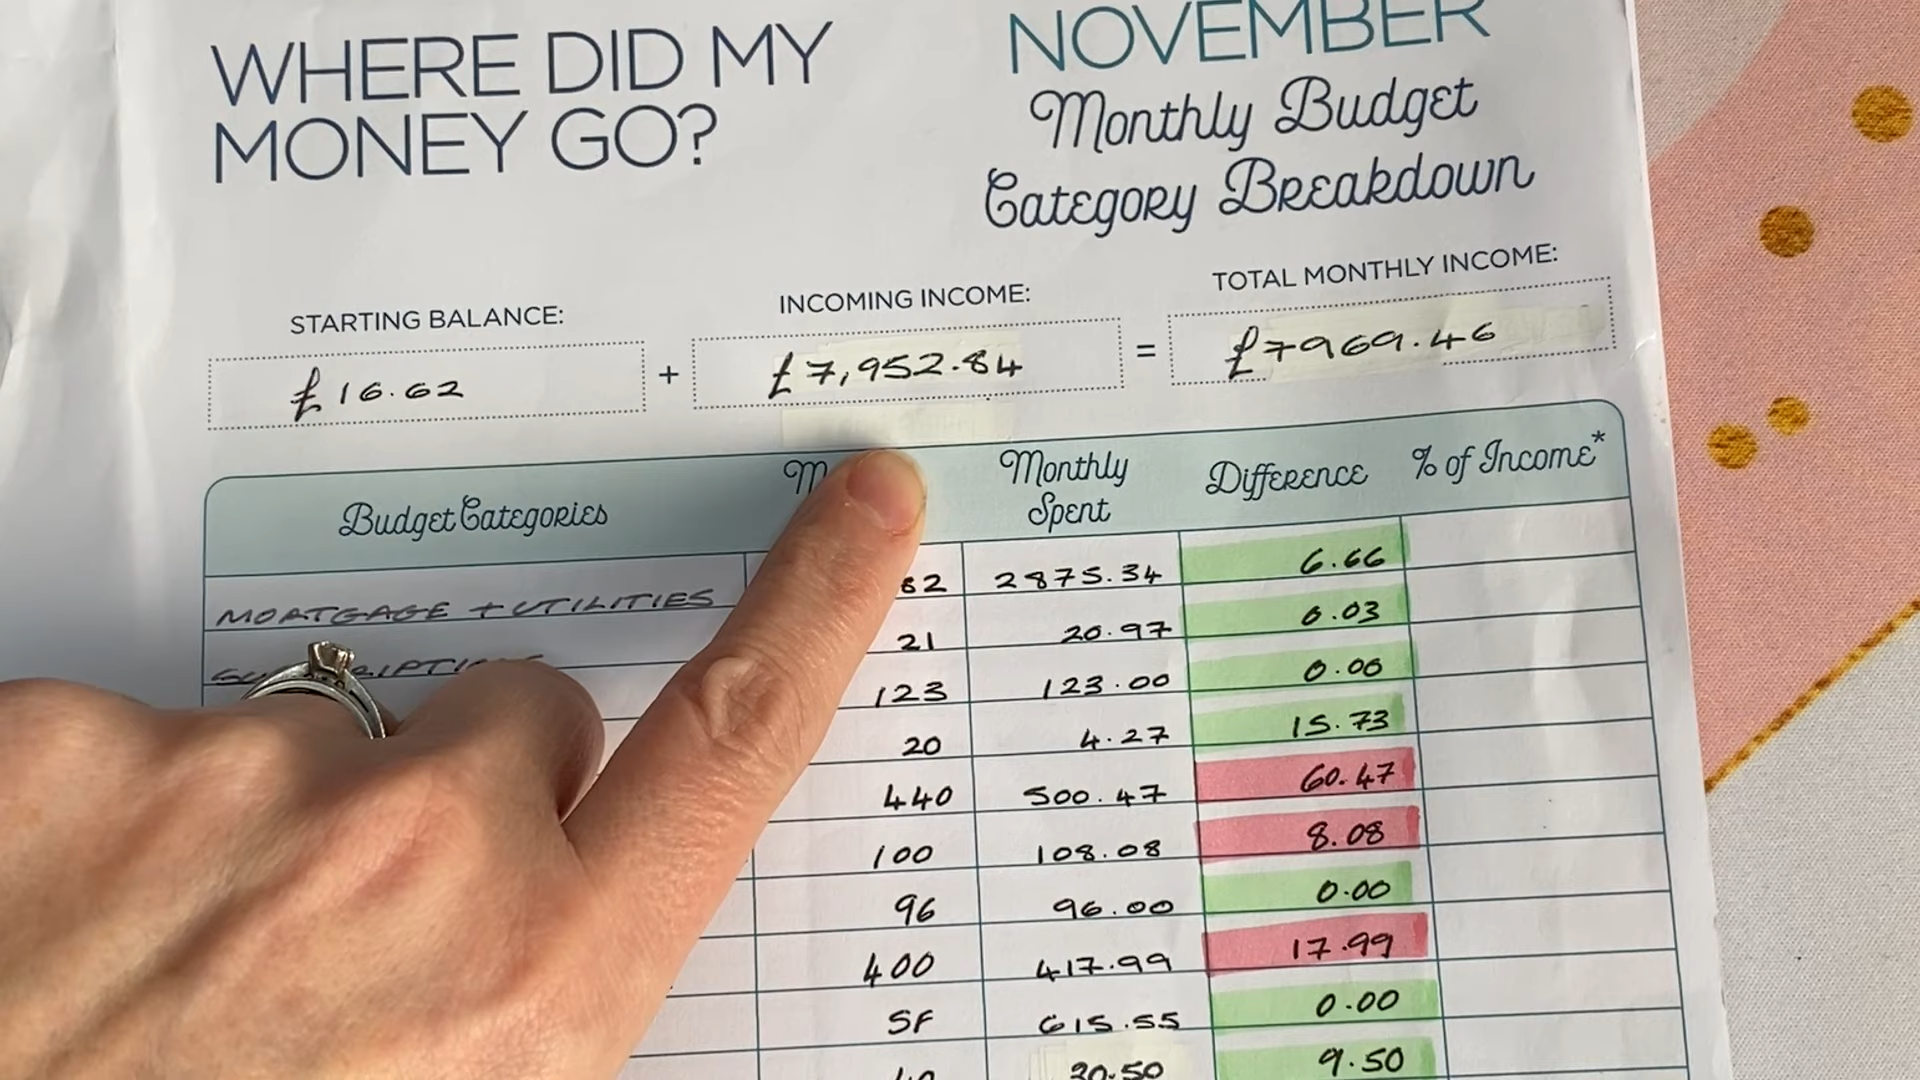 WHERE DID MY
MONEY GO?
NOVEMBER
Monthly Budget
Category Breakdown
STARTING BALANCE:
INCOMING INCOME:
TOTAL MONTHLY INCOME:
£16.62 + £7,952.84 = £7969.46
Budget Categories Monthly Spent Difference % of Income*
MORTGAGE + UTILITIES 82 2875.34 6.66
21 20.97 0.03
123 123.00 0.00
20 4.27 15.73
440 500.47 60.47
100 108.08 8.08
96 96.00 0.00
400 417.99 17.99
SF 615.55 0.00
30.50 9.50